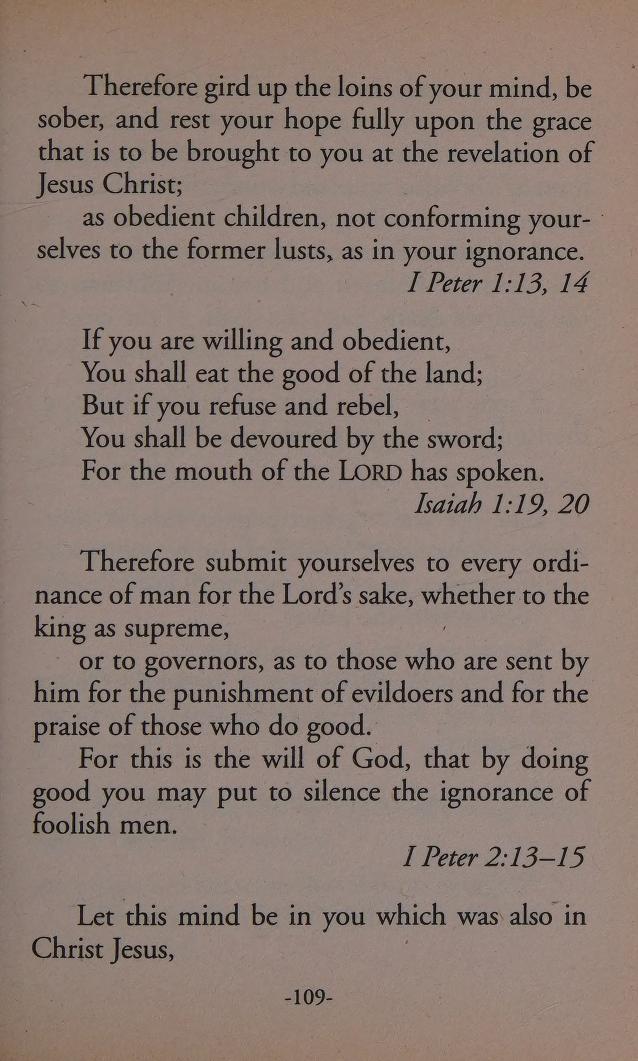 Therefore gird up the loins of your mind, be
sober, and rest your hope fully upon the grace
that is to be brought to you at the revelation of
Jesus Christ;
as obedient children, not conforming your-
selves to the former lusts, as in your ignorance.
I Peter 1:13, 14
If you are willing and obedient,
You shall eat the good of the land;
But if you refuse and rebel,
You shall be devoured by the sword;
For the mouth of the LORD has spoken.
Isaiah 1:19, 20
Therefore submit yourselves to every ordi-
nance of man for the Lord's sake, whether to the
king as supreme,
or to governors, as to those who are sent by
him for the punishment of evildoers and for the
praise of those who do good.
For this is the will of God, that by doing
good you may put to silence the ignorance of
foolish men.
I Peter 2:13–15
Let this mind be in you which was also in
Christ Jesus,
-109-